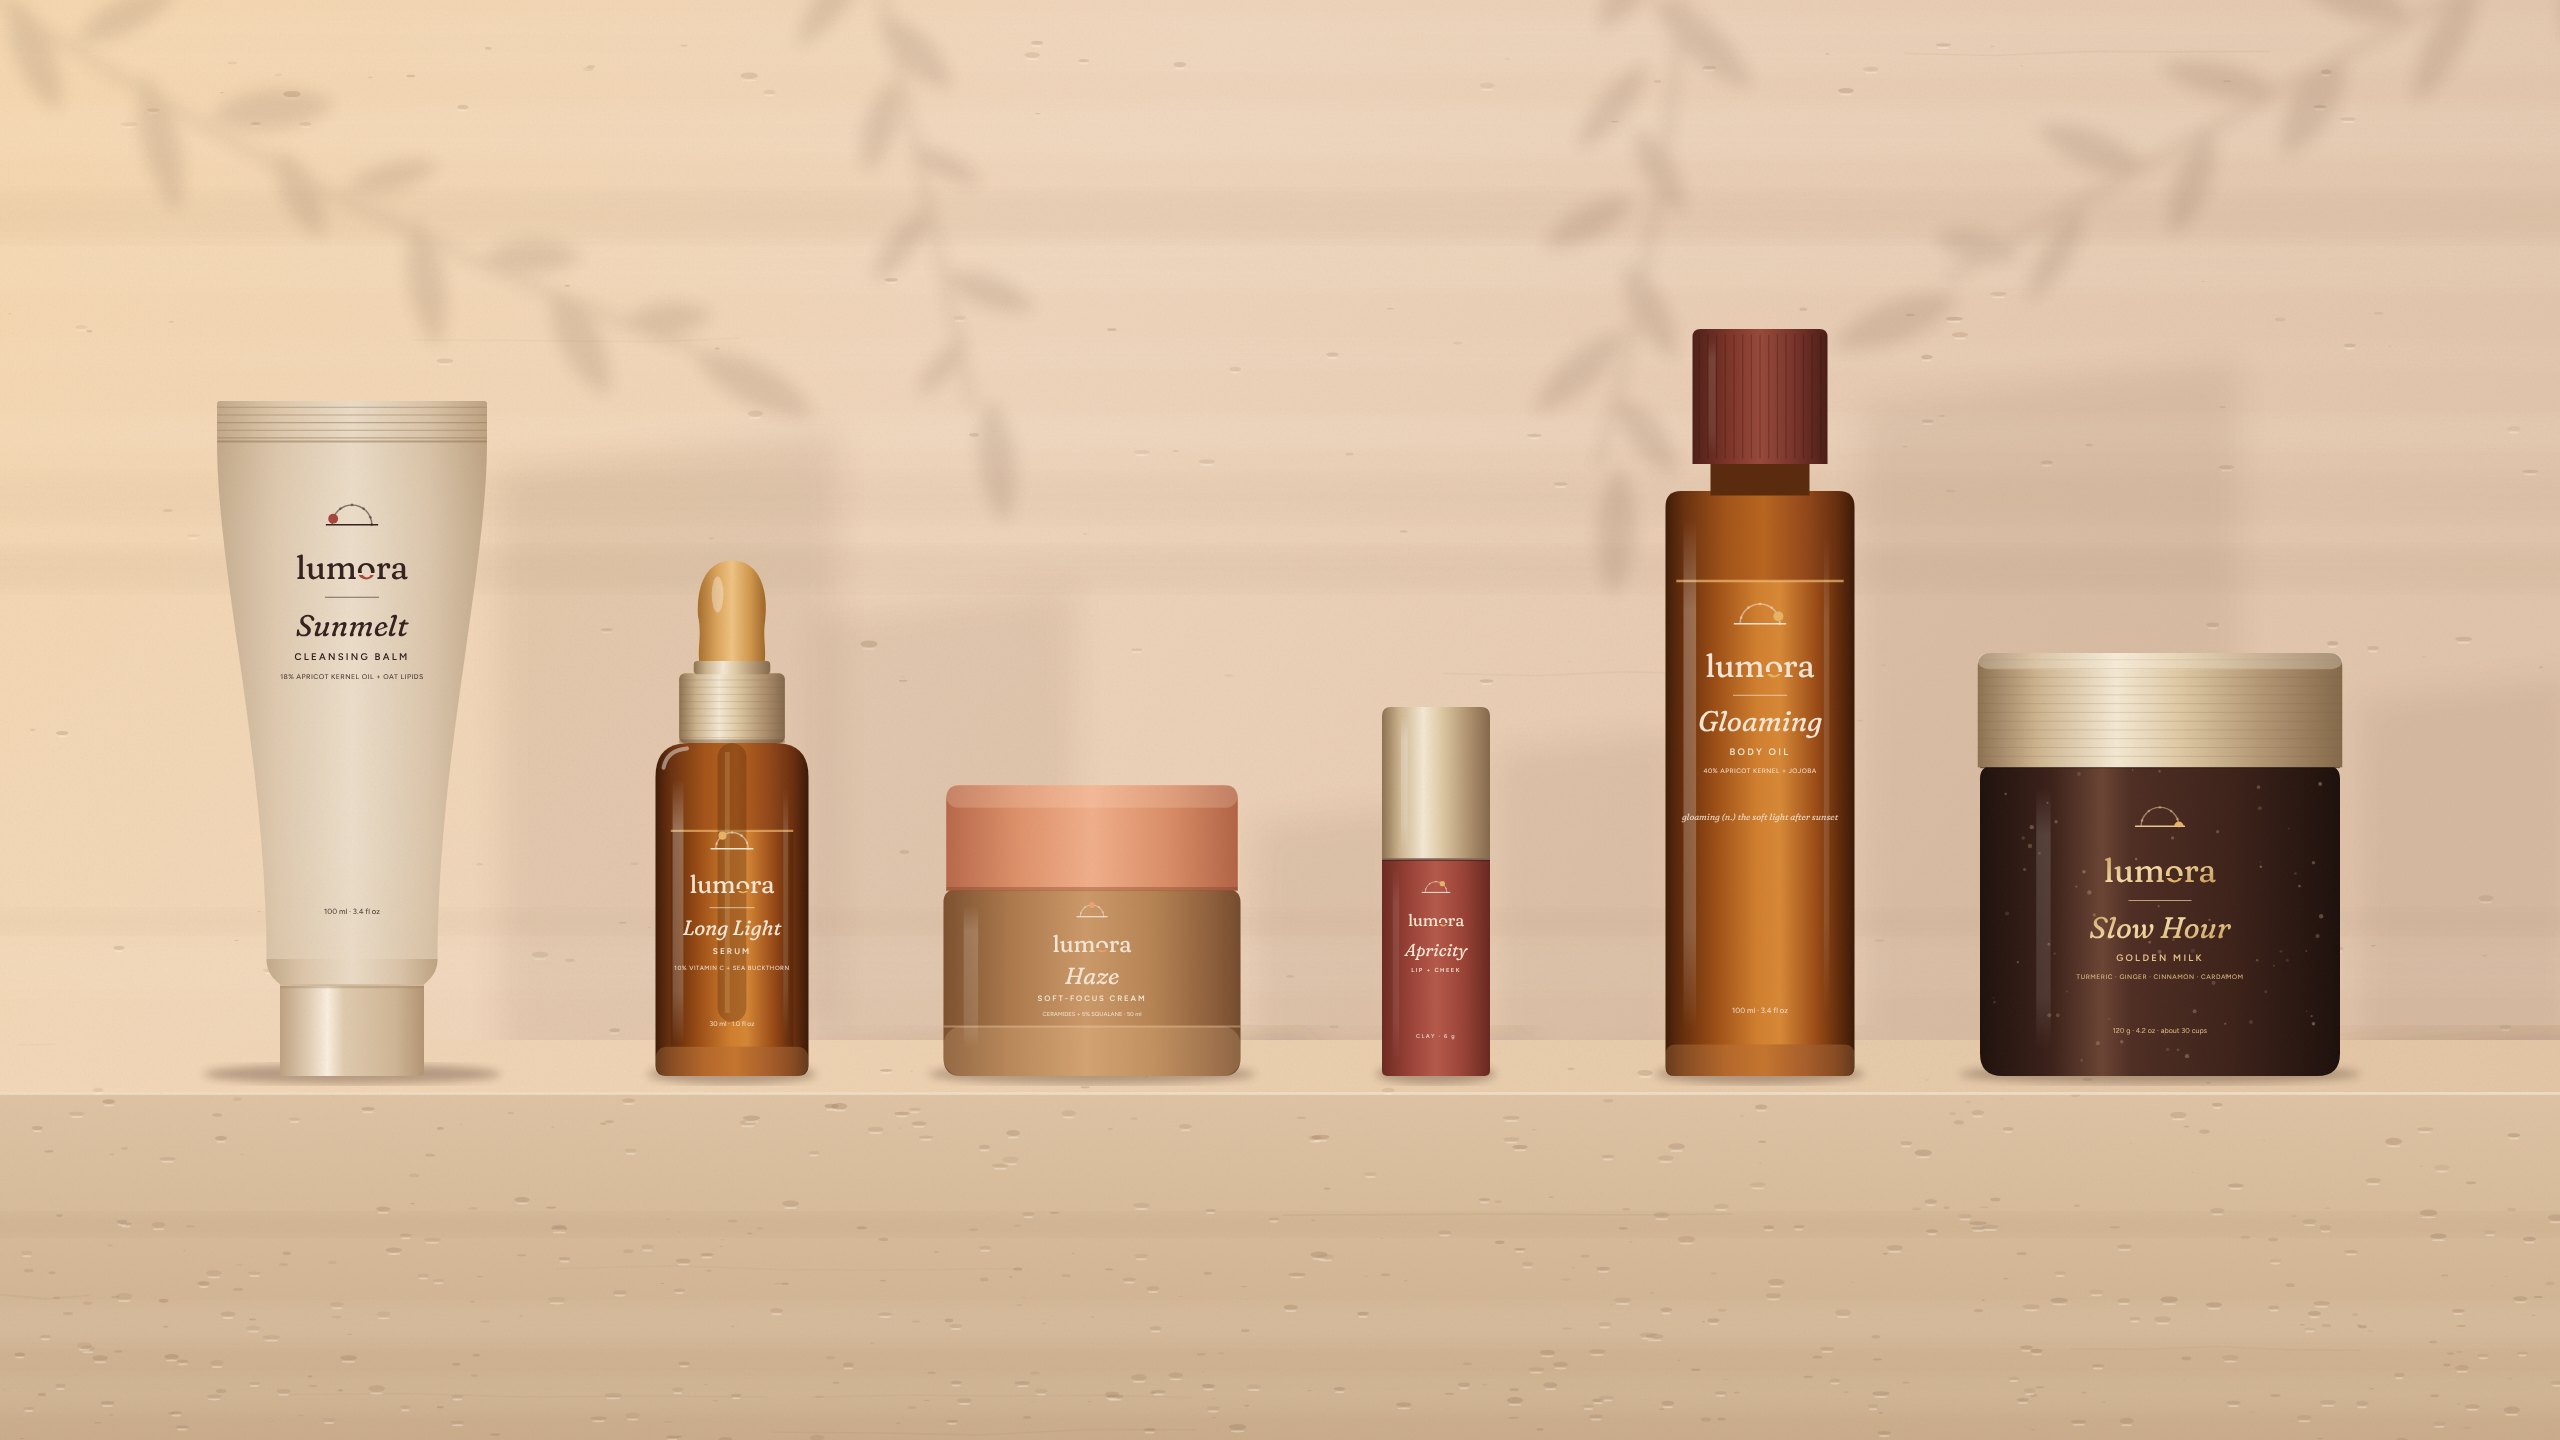 lumora
Sunmelt
CLEANSING BALM
18% APRICOT KERNEL OIL + OAT LIPIDS
100 ml · 3.4 fl oz
lumora
Long Light
SERUM
10% VITAMIN C + SEA BUCKTHORN
30 ml · 1.0 fl oz
lumora
Haze
SOFT-FOCUS CREAM
CERAMIDES + 5% SQUALANE · 50 ml
lumora
Apricity
LIP + CHEEK
CLAY · 6 g
lumora
Gloaming
BODY OIL
40% APRICOT KERNEL + JOJOBA
gloaming (n.) the soft light after sunset
100 ml · 3.4 fl oz
lumora
Slow Hour
GOLDEN MILK
TURMERIC · GINGER · CINNAMON · CARDAMOM
120 g · 4.2 oz · about 30 cups